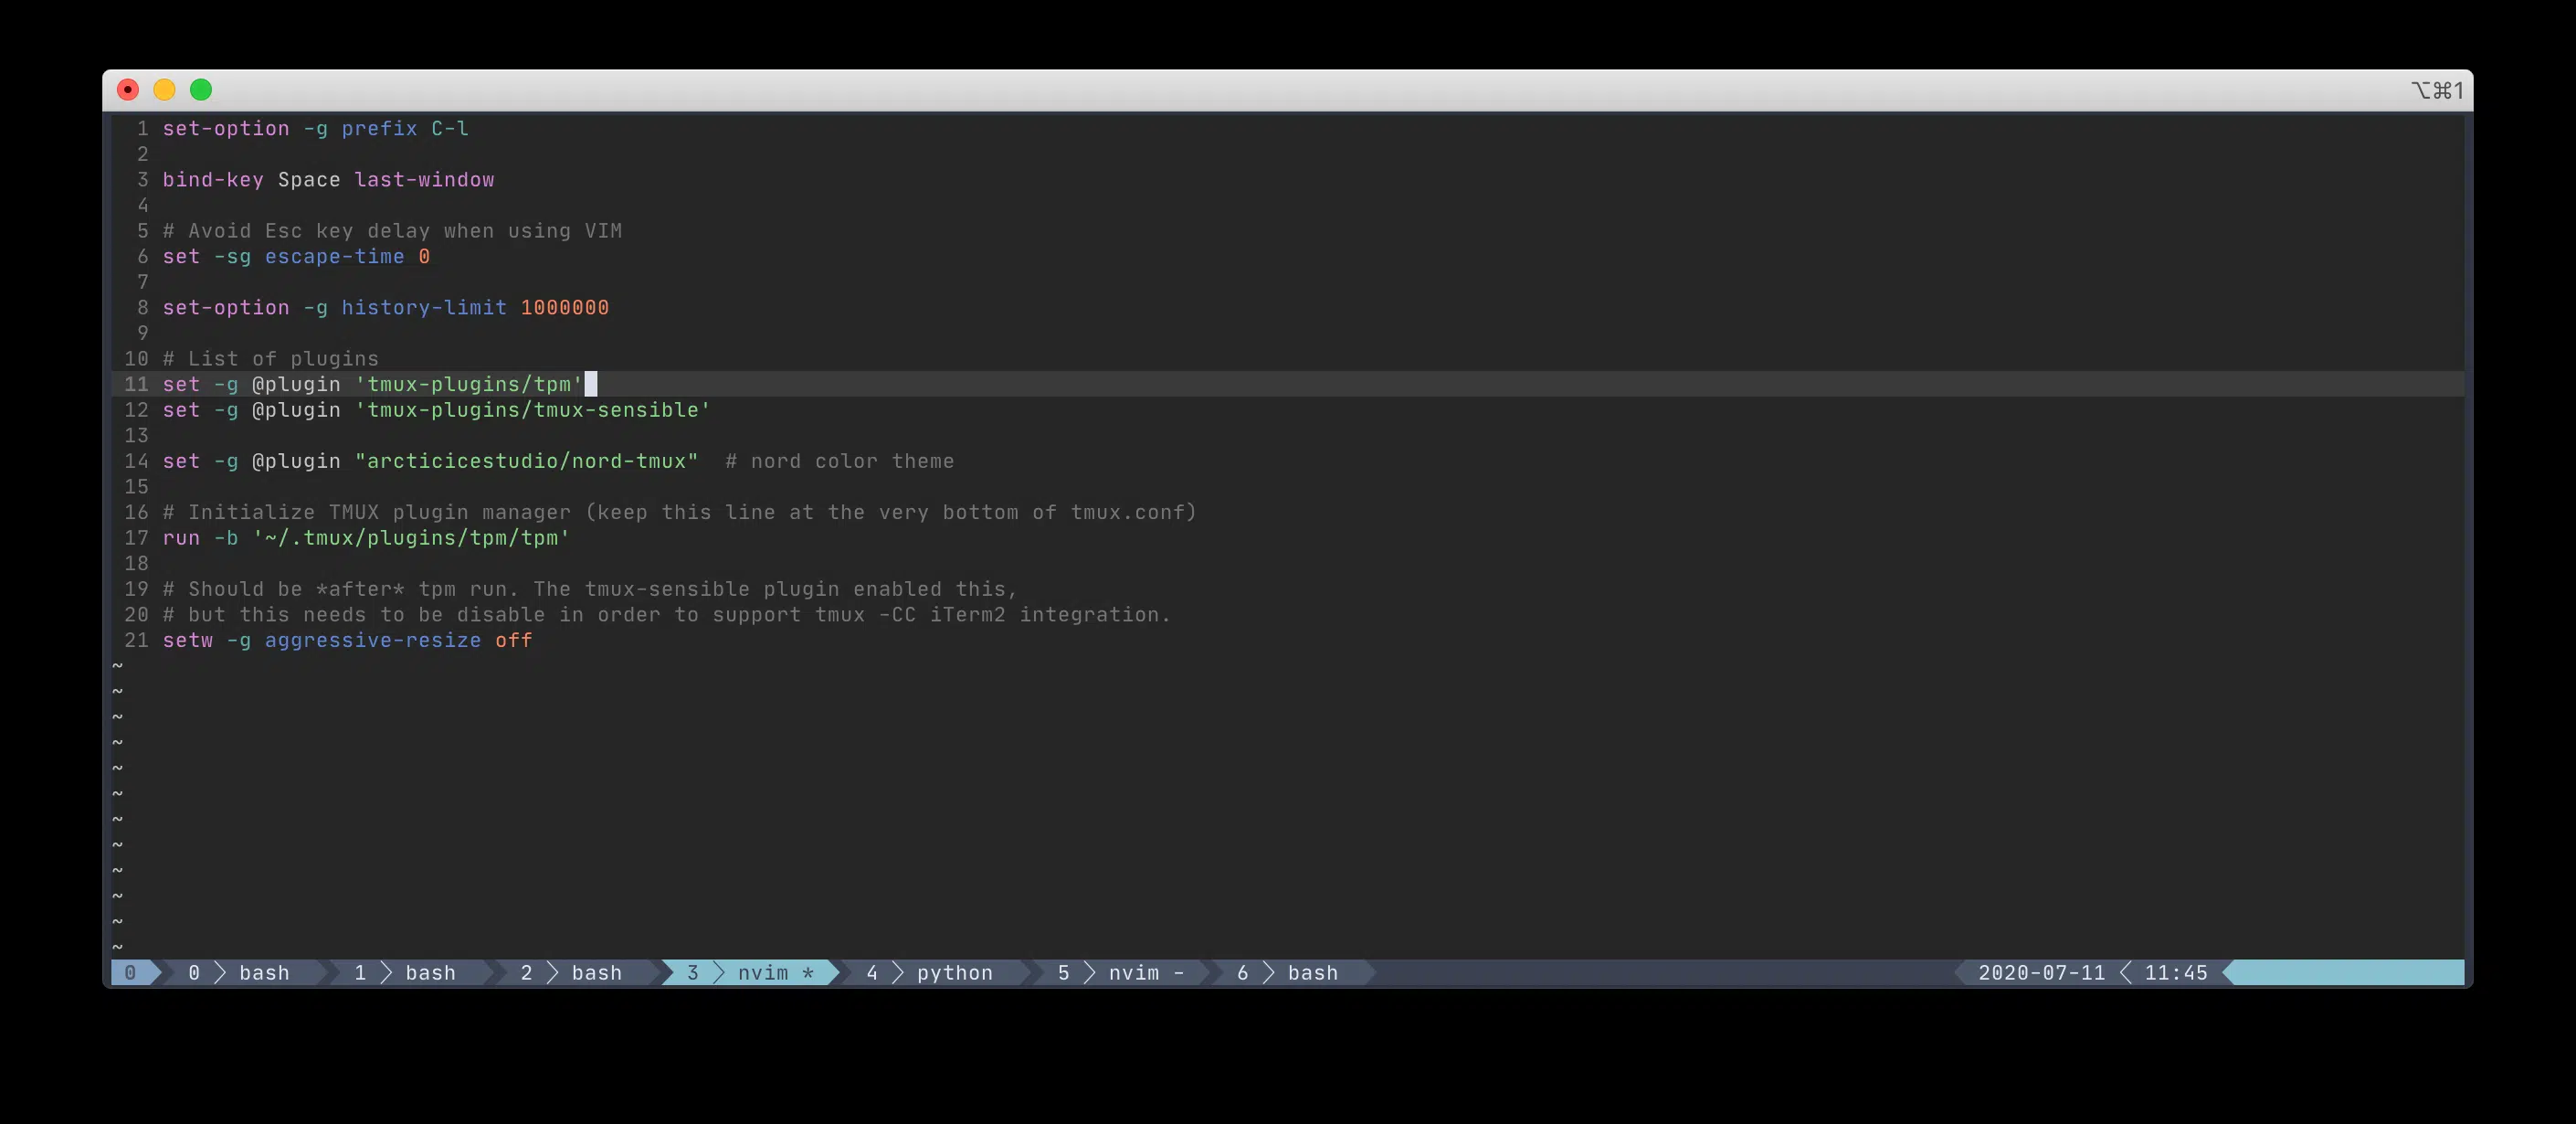 ⌥⌘1
1 set-option -g prefix C-l
2
3 bind-key Space last-window
4
5 # Avoid Esc key delay when using VIM
6 set -sg escape-time 0
7
8 set-option -g history-limit 1000000
9
10 # List of plugins
11 set -g @plugin 'tmux-plugins/tpm'
12 set -g @plugin 'tmux-plugins/tmux-sensible'
13
14 set -g @plugin "arcticicestudio/nord-tmux"  # nord color theme
15
16 # Initialize TMUX plugin manager (keep this line at the very bottom of tmux.conf)
17 run -b '~/.tmux/plugins/tpm/tpm'
18
19 # Should be *after* tpm run. The tmux-sensible plugin enabled this,
20 # but this needs to be disable in order to support tmux -CC iTerm2 integration.
21 setw -g aggressive-resize off
~
~
~
~
~
~
~
~
~
~
~
~
0 0 bash 1 bash 2 bash 3 nvim * 4 python 5 nvim - 6 bash 2020-07-11 11:45